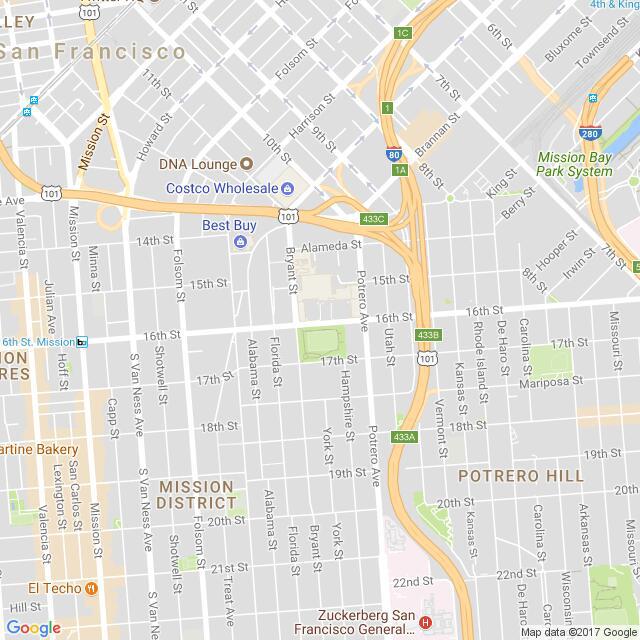 101
1C
4th & King
Bluxome St
Townsend St
LLEY
San Francisco
Folsom St
6th St
11th St
7th St
1
Harrison St
9th St
Brannan St
Howard St
Mission St
10th St
80
280
DNA Lounge
1A
8th St
Mission Bay
Park System
Costco Wholesale
101
King St
Berry St
e Ave
101
433C
Best Buy
14th St
Alameda St
Hooper St
7th St
Valencia St
Mission St
Minna St
Folsom St
Bryant St
Potrero Ave
15th St
15th St
8th St
Irwin St
5
Julian Ave
16th St
16th St
6th St. Mission
16th St
433B
Utah St
Rhode Island St
De Haro St
Carolina St
Missouri St
ION
RES
Hoff St
S Van Ness Ave
Shotwell St
Alabama St
Florida St
17th St
17th St
101
Kansas St
Mariposa St
Hampshire St
Capp St
Vermont St
18th St
18th St
433A
York St
Potrero Ave
17th St
artine Bakery
San Carlos St
Lexington St
S Van Ness Ave
19th St
POTRERO HILL
MISSION
DISTRICT
Valencia St
Mission St
Shotwell St
Folsom St
Treat Ave
Alabama St
Florida St
Bryant St
York St
20th St
20th St
20th St
Kansas St
De Haro
Carolina St
Arkansas St
Missouri St
Wisconsin
21st St
22nd St
22nd St
El Techo
Hill St
Zuckerberg San
Francisco General...
H
Google
Map data ©2017 Google